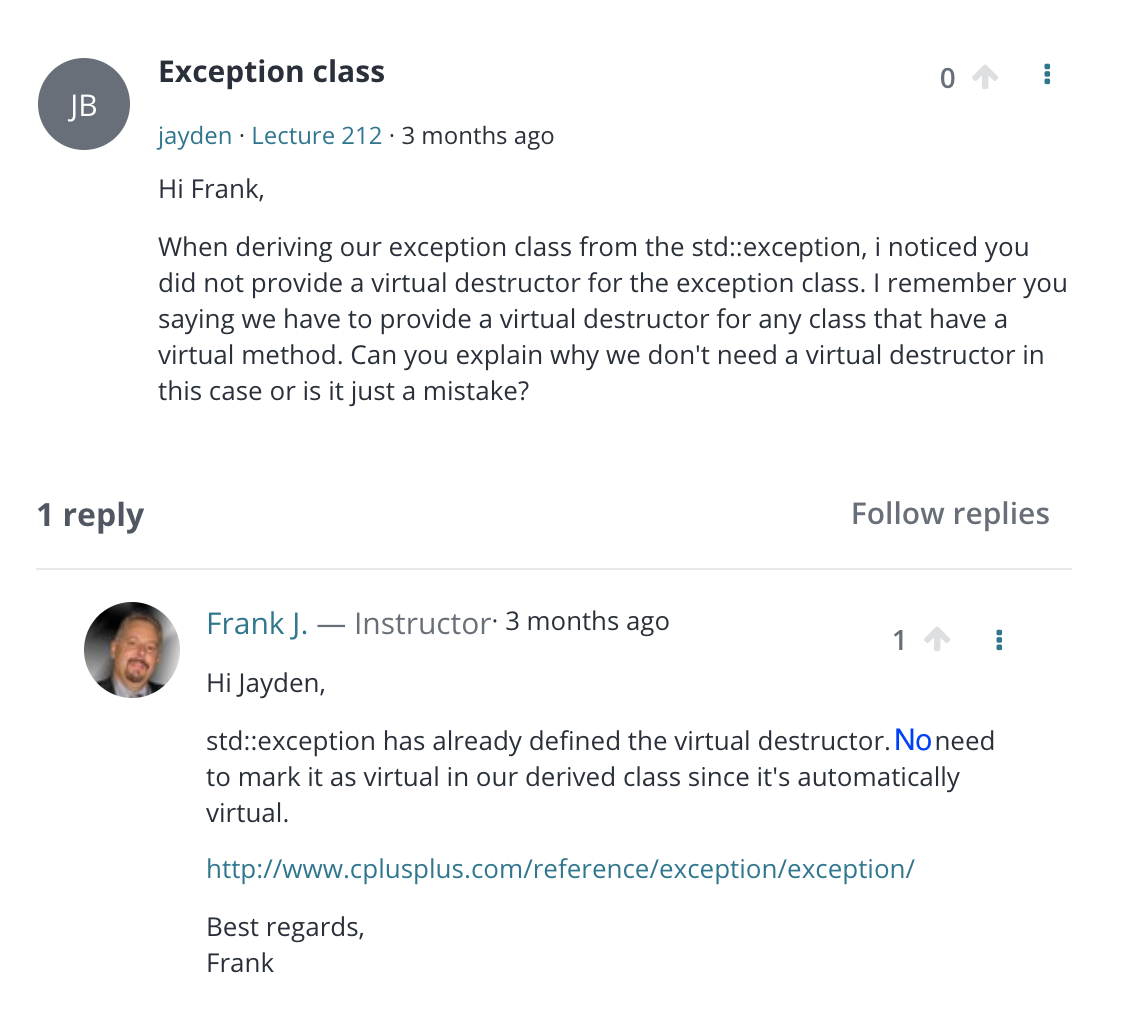 JB
Exception class
0
jayden · Lecture 212 · 3 months ago
Hi Frank,
When deriving our exception class from the std::exception, i noticed you
did not provide a virtual destructor for the exception class. I remember you
saying we have to provide a virtual destructor for any class that have a
virtual method. Can you explain why we don't need a virtual destructor in
this case or is it just a mistake?
1 reply
Follow replies
Frank J. — Instructor· 3 months ago
1
Hi Jayden,
std::exception has already defined the virtual destructor. No need
to mark it as virtual in our derived class since it's automatically
virtual.
http://www.cplusplus.com/reference/exception/exception/
Best regards,
Frank